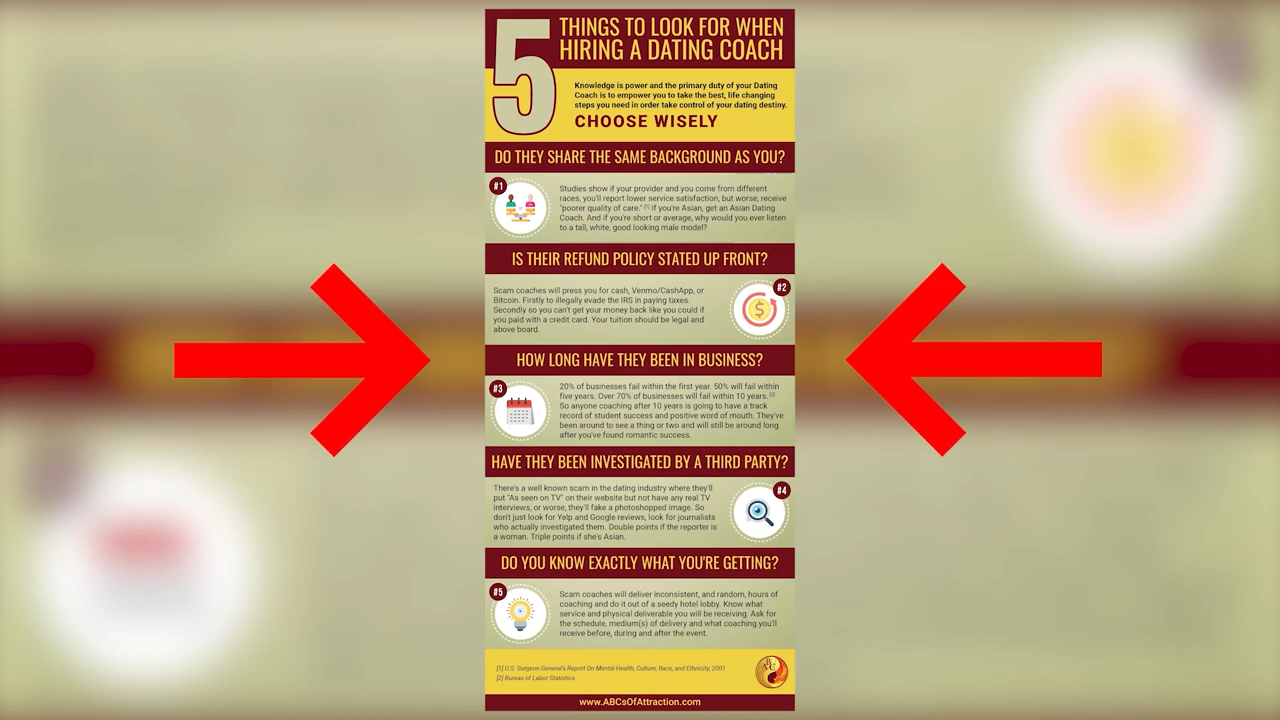 5
THINGS TO LOOK FOR WHEN
HIRING A DATING COACH
Knowledge is power and the primary duty of your Dating
Coach is to empower you to take the best, life changing
steps you need in order take control of your dating destiny.
CHOOSE WISELY
DO THEY SHARE THE SAME BACKGROUND AS YOU?
#1
Studies show if your provider and you come from different
races, you'll report lower service satisfaction, but worse, receive
"poorer quality of care." [1] If you're Asian, get an Asian Dating
Coach. And if you're short or average, why would you ever listen
to a tall, white, good looking male model?
IS THEIR REFUND POLICY STATED UP FRONT?
#2
Scam coaches will press you for cash, Venmo/CashApp, or
Bitcoin. Firstly to illegally evade the IRS in paying taxes.
Secondly so you can't get your money back like you could if
you paid with a credit card. Your tuition should be legal and
above board.
HOW LONG HAVE THEY BEEN IN BUSINESS?
#3
20% of businesses fail within the first year. 50% will fail within
five years. Over 70% of businesses will fail within 10 years. [2]
So anyone coaching after 10 years is going to have a track
record of student success and positive word of mouth. They've
been around to see a thing or two and will still be around long
after you've found romantic success.
HAVE THEY BEEN INVESTIGATED BY A THIRD PARTY?
#4
There's a well known scam in the dating industry where they'll
put "As seen on TV" on their website but not have any real TV
interviews, or worse, they'll fake a photoshopped image. So
don't just look for Yelp and Google reviews, look for journalists
who actually investigated them. Double points if the reporter is
a woman. Triple points if she's Asian.
DO YOU KNOW EXACTLY WHAT YOU'RE GETTING?
#5
Scam coaches will deliver inconsistent, and random, hours of
coaching and do it out of a seedy hotel lobby. Know what
service and physical deliverable you will be receiving. Ask for
the schedule, medium(s) of delivery and what coaching you'll
receive before, during and after the event.
[1] U.S. Surgeon General's Report On Mental Health, Culture, Race, and Ethnicity, 2001
[2] Bureau of Labor Statistics
www.ABCsOfAttraction.com